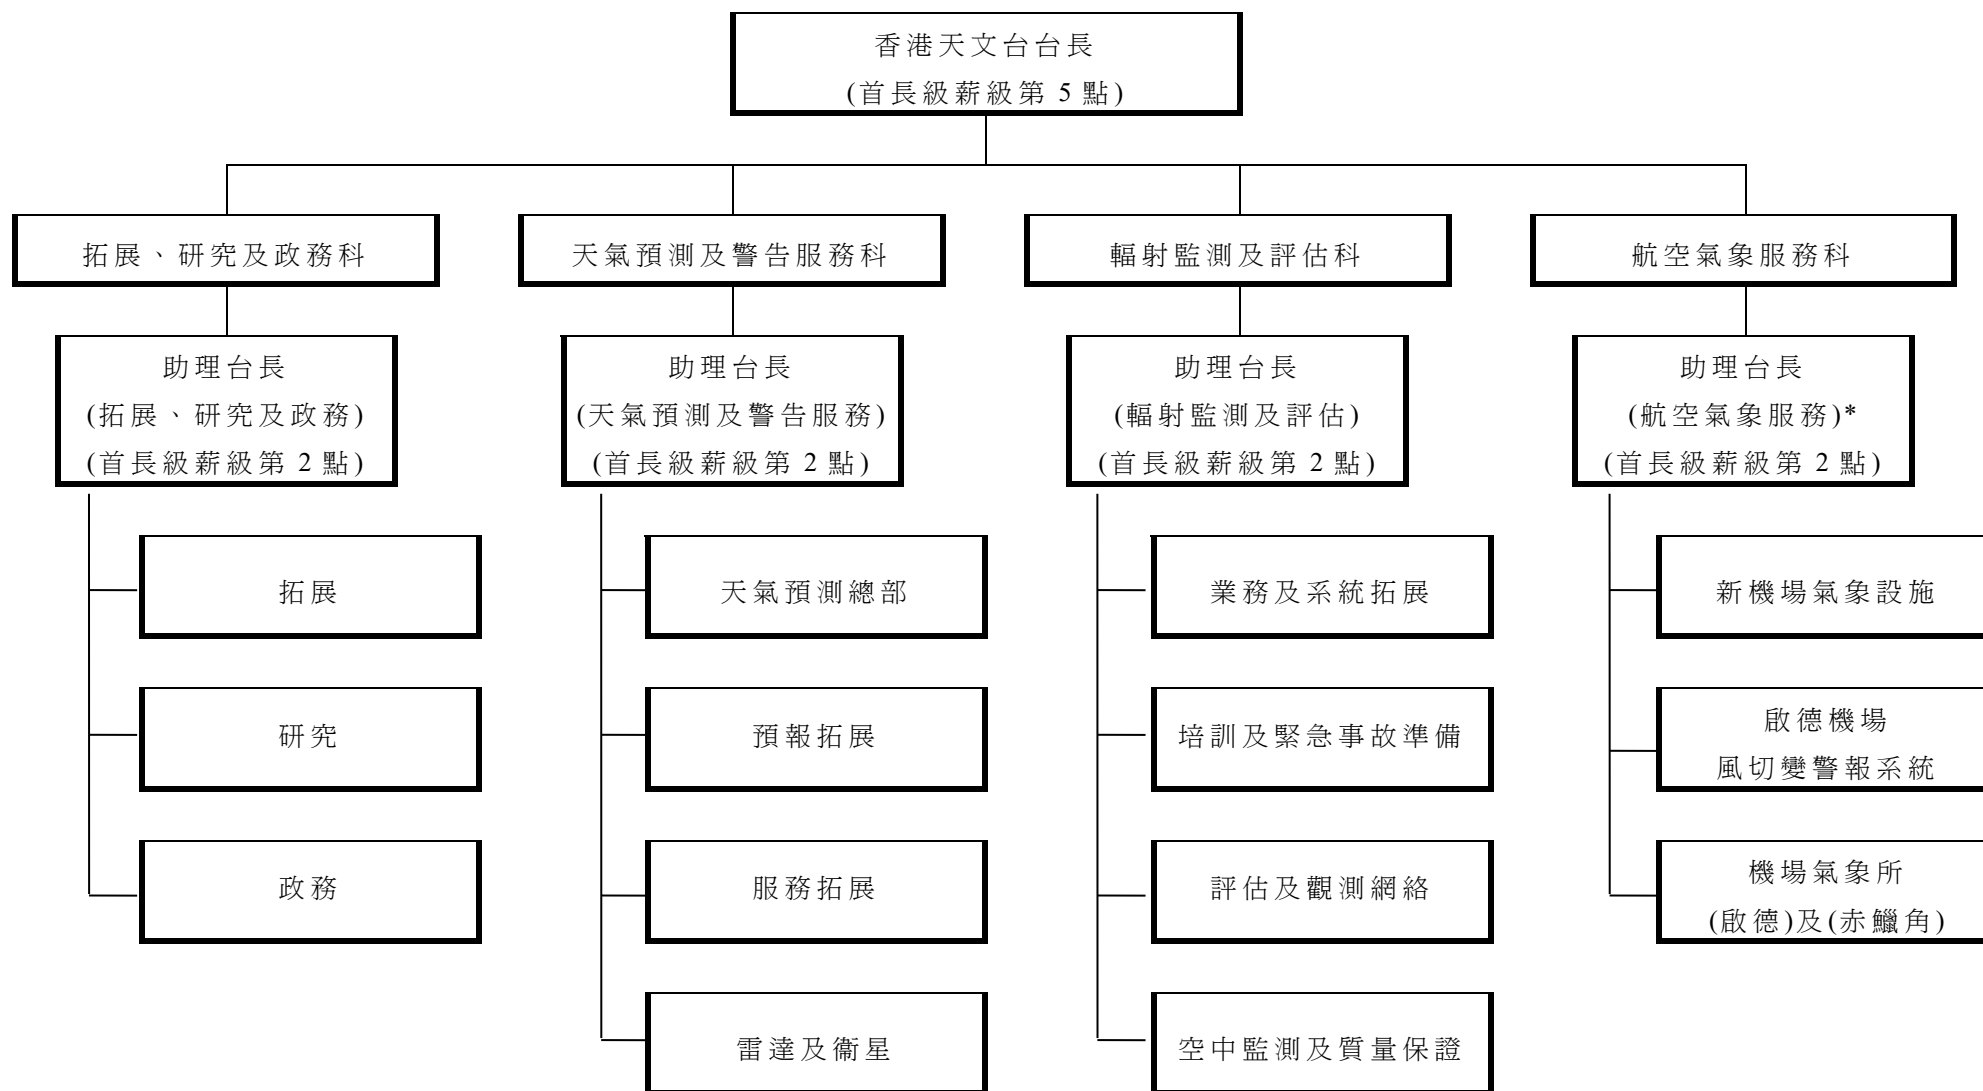 香港天文台台長
(首長級薪級第 5 點)
拓展、研究及政務科
天氣預測及警告服務科
輻射監測及評估科
航空氣象服務科
助理台長
(拓展、研究及政務)
(首長級薪級第 2 點)
助理台長
(天氣預測及警告服務)
(首長級薪級第 2 點)
助理台長
(輻射監測及評估)
(首長級薪級第 2 點)
助理台長
(航空氣象服務)*
(首長級薪級第 2 點)
拓展
研究
政務
天氣預測總部
預報拓展
服務拓展
雷達及衞星
業務及系統拓展
培訓及緊急事故準備
評估及觀測網絡
空中監測及質量保證
新機場氣象設施
啟德機場
風切變警報系統
機場氣象所
(啟德)及(赤鱲角)